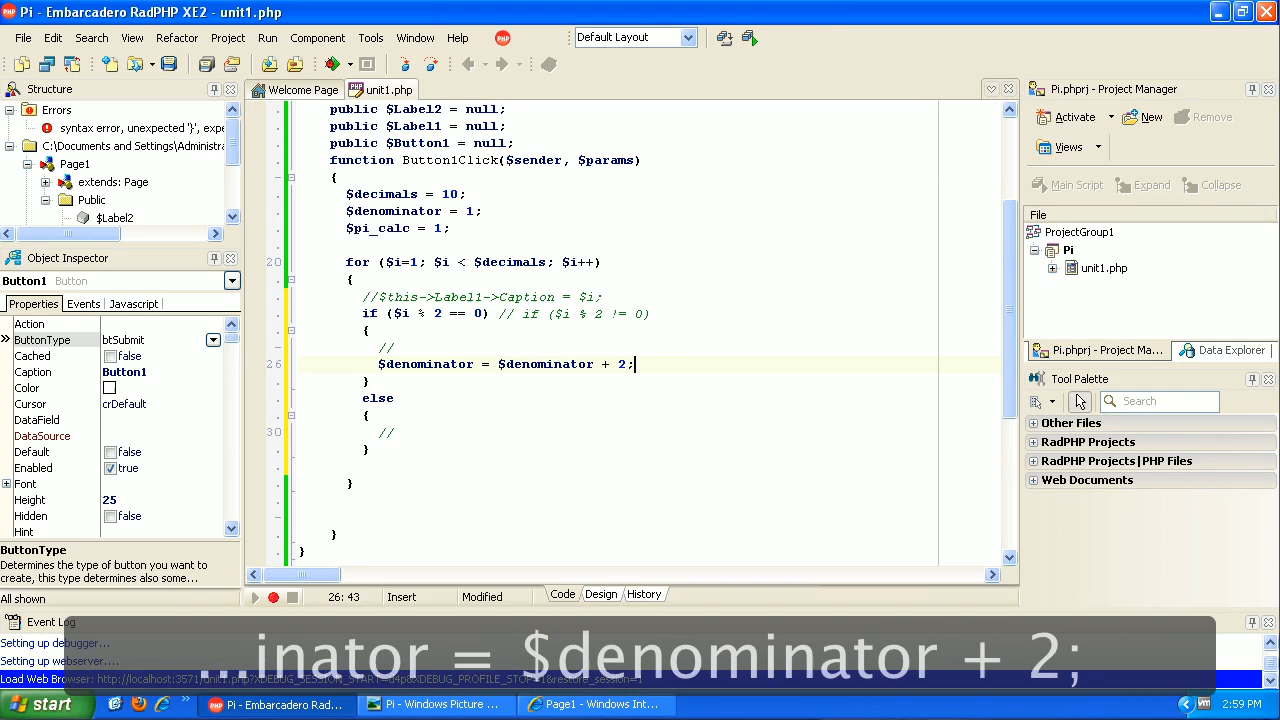 Pi - Embarcadero RadPHP XE2 - unit1.php
File Edit Search View Refactor Project Run Component Tools Window Help Default Layout
Structure
Errors
syntax error, unexpected '}', expe
C:\Documents and Settings\Administra
Page1
extends: Page
Public
$Label2
Object Inspector
Button1 Button
Properties Events Javascript
Action
ButtonType btSubmit
Cached false
Caption Button1
Color
Cursor crDefault
DataField
DataSource
Default false
Enabled true
Font
Height 25
Hidden false
Hint
ButtonType
Determines the type of button you want to
create, this type determines also some...
All shown
Welcome Page unit1.php
public $Label2 = null;
public $Label1 = null;
public $Button1 = null;
function Button1Click($sender, $params)
{
$decimals = 10;
$denominator = 1;
$pi_calc = 1;
20 for ($i=1; $i < $decimals; $i++)
{
//$this->Label1->Caption = $i;
if ($i % 2 == 0) // if ($i % 2 != 0)
{
//
26 $denominator = $denominator + 2;
}
else
{
30 //
}
}
}
}
26: 43 Insert Modified Code Design History
Pi.phprj - Project Manager
Activate New Remove
Views
Main Script Expand Collapse
File
ProjectGroup1
Pi
unit1.php
Pi.phprj - Project Ma... Data Explorer
Tool Palette
Search
Other Files
RadPHP Projects
RadPHP Projects|PHP Files
Web Documents
Event Log
Setting up debugger...
Setting up webserver....
...inator = $denominator + 2;
start Pi - Embarcadero Rad... Pi - Windows Picture ... Page1 - Windows Int... 2:59 PM